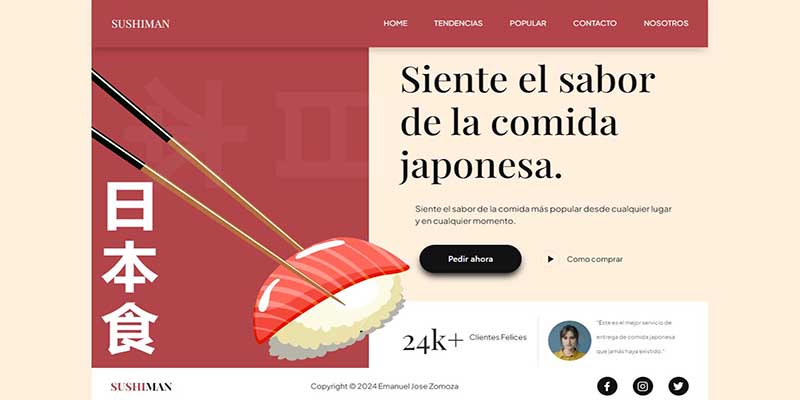 SUSHIMAN
HOME TENDENCIAS POPULAR CONTACTO NOSOTROS
本 日
日
本
食
Siente el sabor
de la comida
japonesa.
Siente el sabor de la comida más popular desde cualquier lugar
y en cualquier momento.
Pedir ahora
Como comprar
24k+ Clientes Felices
"Este es el mejor servicio de
entrega de comida japonesa
que jamás haya existido."
SUSHIMAN
Copyright © 2024 Emanuel Jose Zomoza